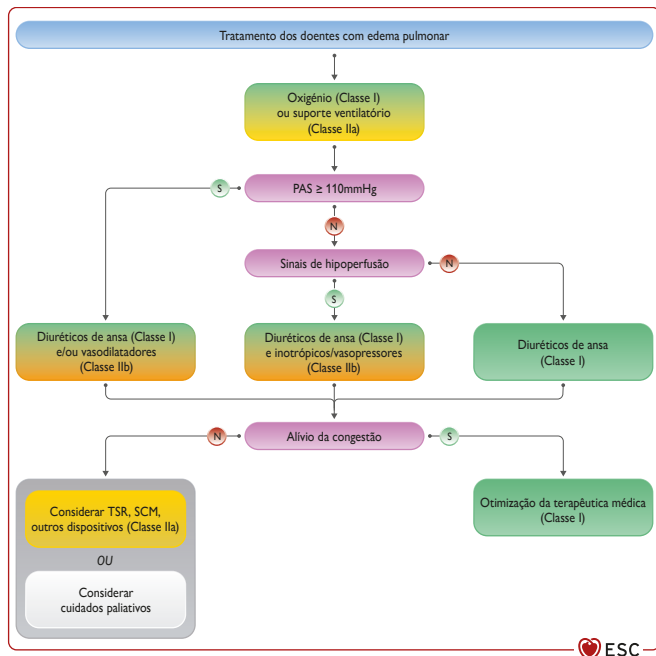 Tratamento dos doentes com edema pulmonar
Oxigénio (Classe I)
ou suporte ventilatório
(Classe IIa)
S
PAS ≥ 110mmHg
N
Sinais de hipoperfusão
N
S
Diuréticos de ansa (Classe I)
e/ou vasodilatadores
(Classe IIb)
Diuréticos de ansa (Classe I)
e inotrópicos/vasopressores
(Classe IIb)
Diuréticos de ansa
(Classe I)
N
Alívio da congestão
S
Considerar TSR, SCM,
outros dispositivos (Classe IIa)
OU
Considerar
cuidados paliativos
Otimização da terapêutica médica
(Classe I)
ESC